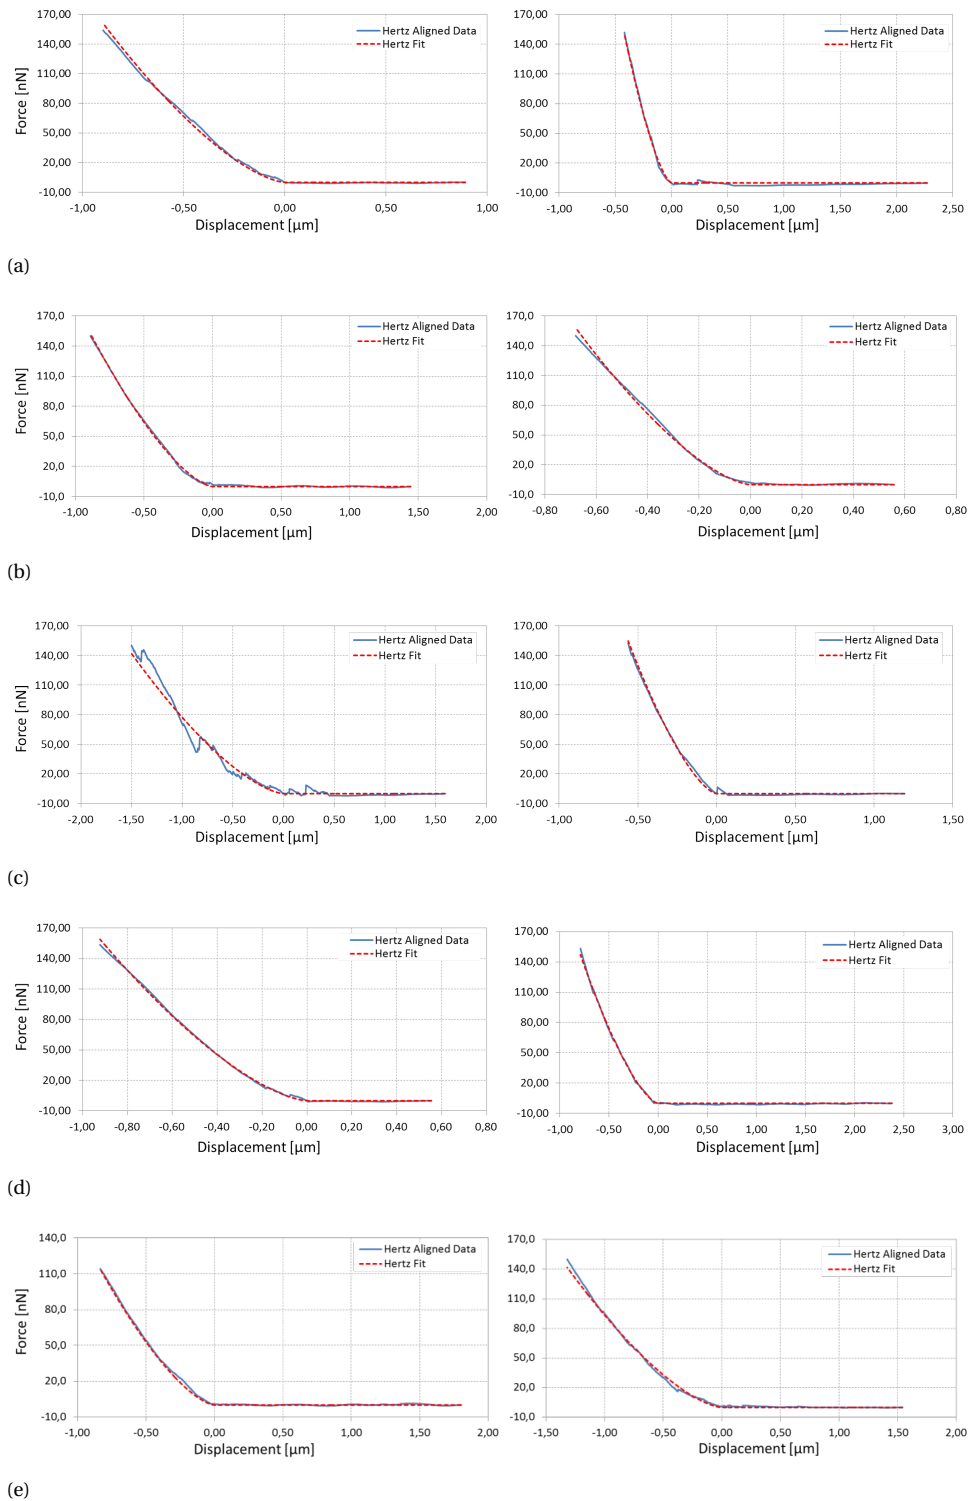 170,00
140,00
110,00
80,00
50,00
20,00
-10,00
Force [nN]
-1,00 -0,50 0,00 0,50 1,00
Displacement [µm]
Hertz Aligned Data
Hertz Fit
170,00
140,00
110,00
80,00
50,00
20,00
-10,00
-1,00 -0,50 0,00 0,50 1,00 1,50 2,00 2,50
Displacement [µm]
Hertz Aligned Data
Hertz Fit
(a)
170,0
140,0
110,0
80,0
50,0
20,0
-10,0
Force [nN]
-1,00 -0,50 0,00 0,50 1,00 1,50 2,00
Displacement [µm]
Hertz Aligned Data
Hertz Fit
170,0
140,0
110,0
80,0
50,0
20,0
-10,0
-0,80 -0,60 -0,40 -0,20 0,00 0,20 0,40 0,60 0,80
Displacement [µm]
Hertz Aligned Data
Hertz Fit
(b)
170,00
140,00
110,00
80,00
50,00
20,00
-10,00
Force [nN]
-2,00 -1,50 -1,00 -0,50 0,00 0,50 1,00 1,50 2,00
Displacement [µm]
Hertz Aligned Data
Hertz Fit
170,00
140,00
110,00
80,00
50,00
20,00
-10,00
-1,00 -0,50 0,00 0,50 1,00 1,50
Displacement [µm]
Hertz Aligned Data
Hertz Fit
(c)
170,00
140,00
110,00
80,00
50,00
20,00
-10,00
Force [nN]
-1,00 -0,80 -0,60 -0,40 -0,20 0,00 0,20 0,40 0,60 0,80
Displacement [µm]
Hertz Aligned Data
Hertz Fit
170,00
140,00
110,00
80,00
50,00
20,00
-10,00
-1,00 -0,50 0,00 0,50 1,00 1,50 2,00 2,50 3,00
Displacement [µm]
Hertz Aligned Data
Hertz Fit
(d)
140,0
110,0
80,0
50,0
20,0
-10,0
Force [nN]
-1,00 -0,50 0,00 0,50 1,00 1,50 2,00
Displacement [µm]
Hertz Aligned Data
Hertz Fit
170,0
140,0
110,0
80,0
50,0
20,0
-10,0
-1,50 -1,00 -0,50 0,00 0,50 1,00 1,50 2,00
Displacement [µm]
Hertz Aligned Data
Hertz Fit
(e)